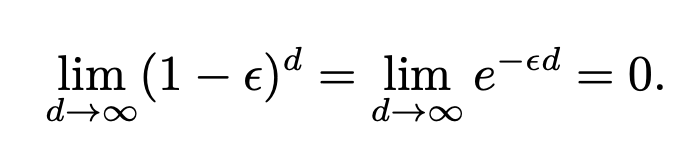 lim_{d→∞} (1 − ϵ)^d = lim_{d→∞} e^{−ϵd} = 0.